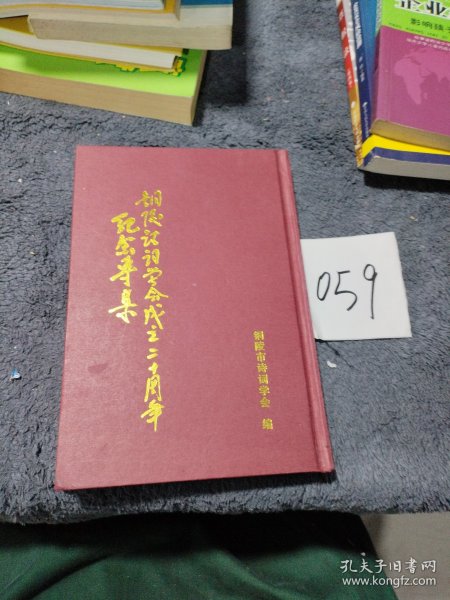 铜陵诗词学会成立二十周年
纪念专集
铜陵市诗词学会 编
059
孔夫子旧书网
www.kongfz.com